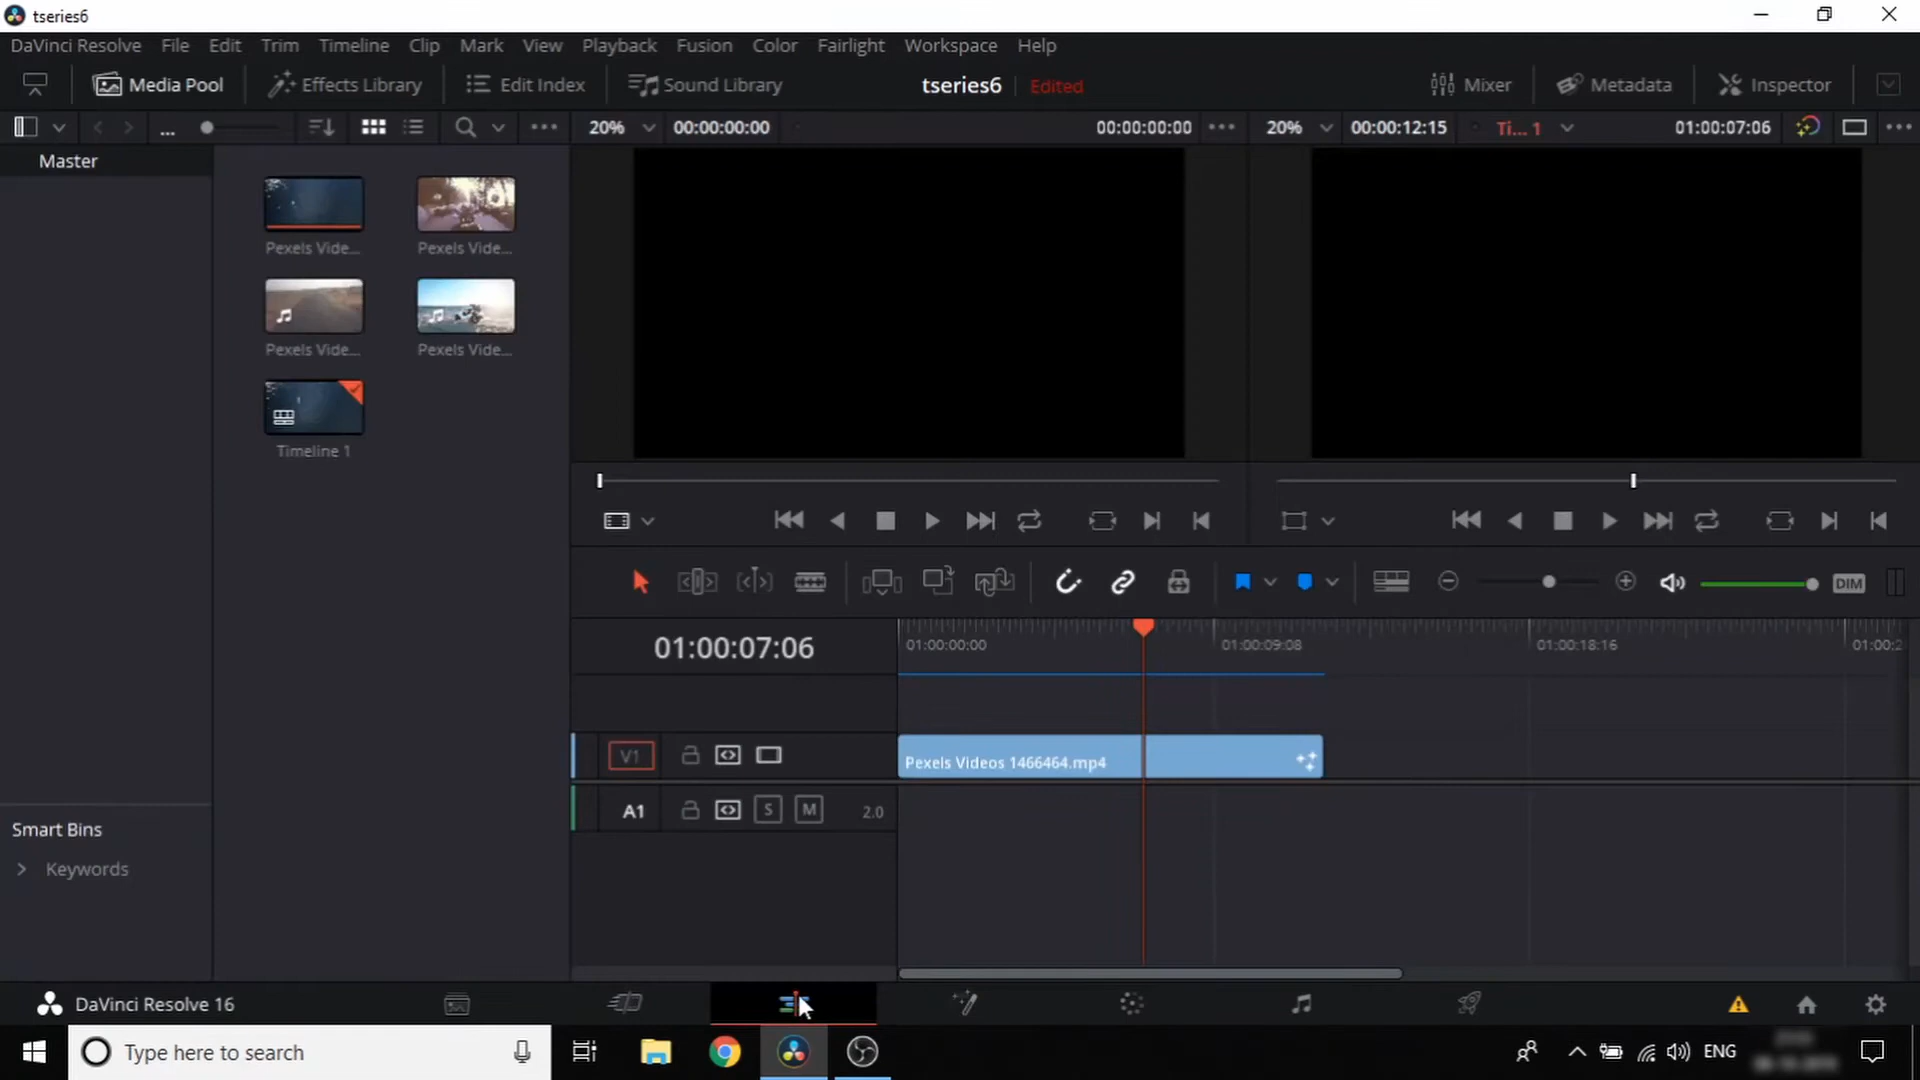 tseries6
DaVinci Resolve File Edit Trim Timeline Clip Mark View Playback Fusion Color Fairlight Workspace Help
Media Pool Effects Library Edit Index Sound Library tseries6 Edited Mixer Metadata Inspector
... 20% 00:00:00:00 00:00:00:00 20% 00:00:12:15 Ti... 1 01:00:07:06
Master
Pexels Vide... Pexels Vide...
Pexels Vide... Pexels Vide...
Timeline 1
DIM
01:00:07:06 01:00:00:00 01:00:09:08 01:00:18:16 01:00:2
V1 Pexels Videos 1466464.mp4
A1 S M 2.0
Smart Bins
Keywords
DaVinci Resolve 16
Type here to search ENG